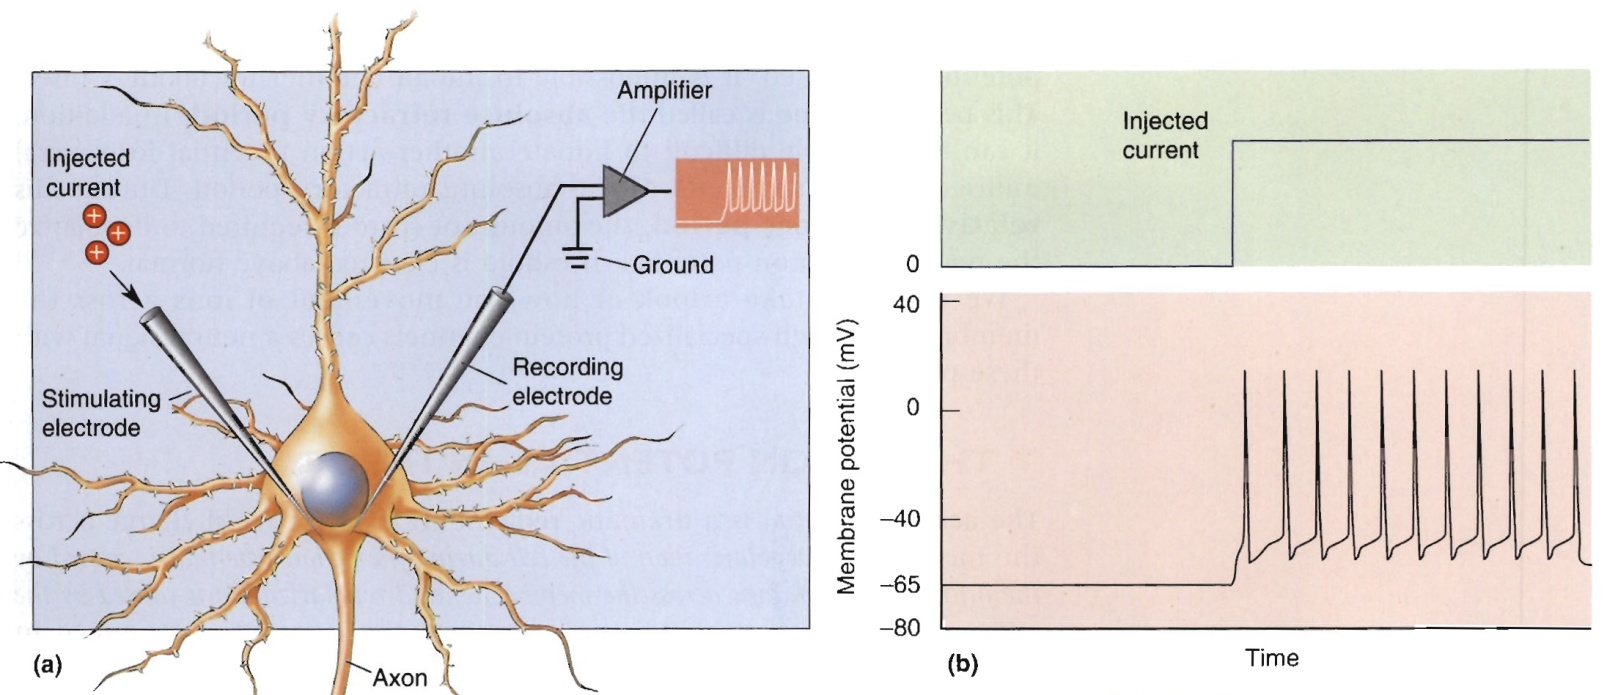 Amplifier
Injected
current
+
+
+
Ground
Stimulating
electrode
Recording
electrode
Axon
(a)
Injected
current
0
40
0
–40
–65
–80
Membrane potential (mV)
Time
(b)